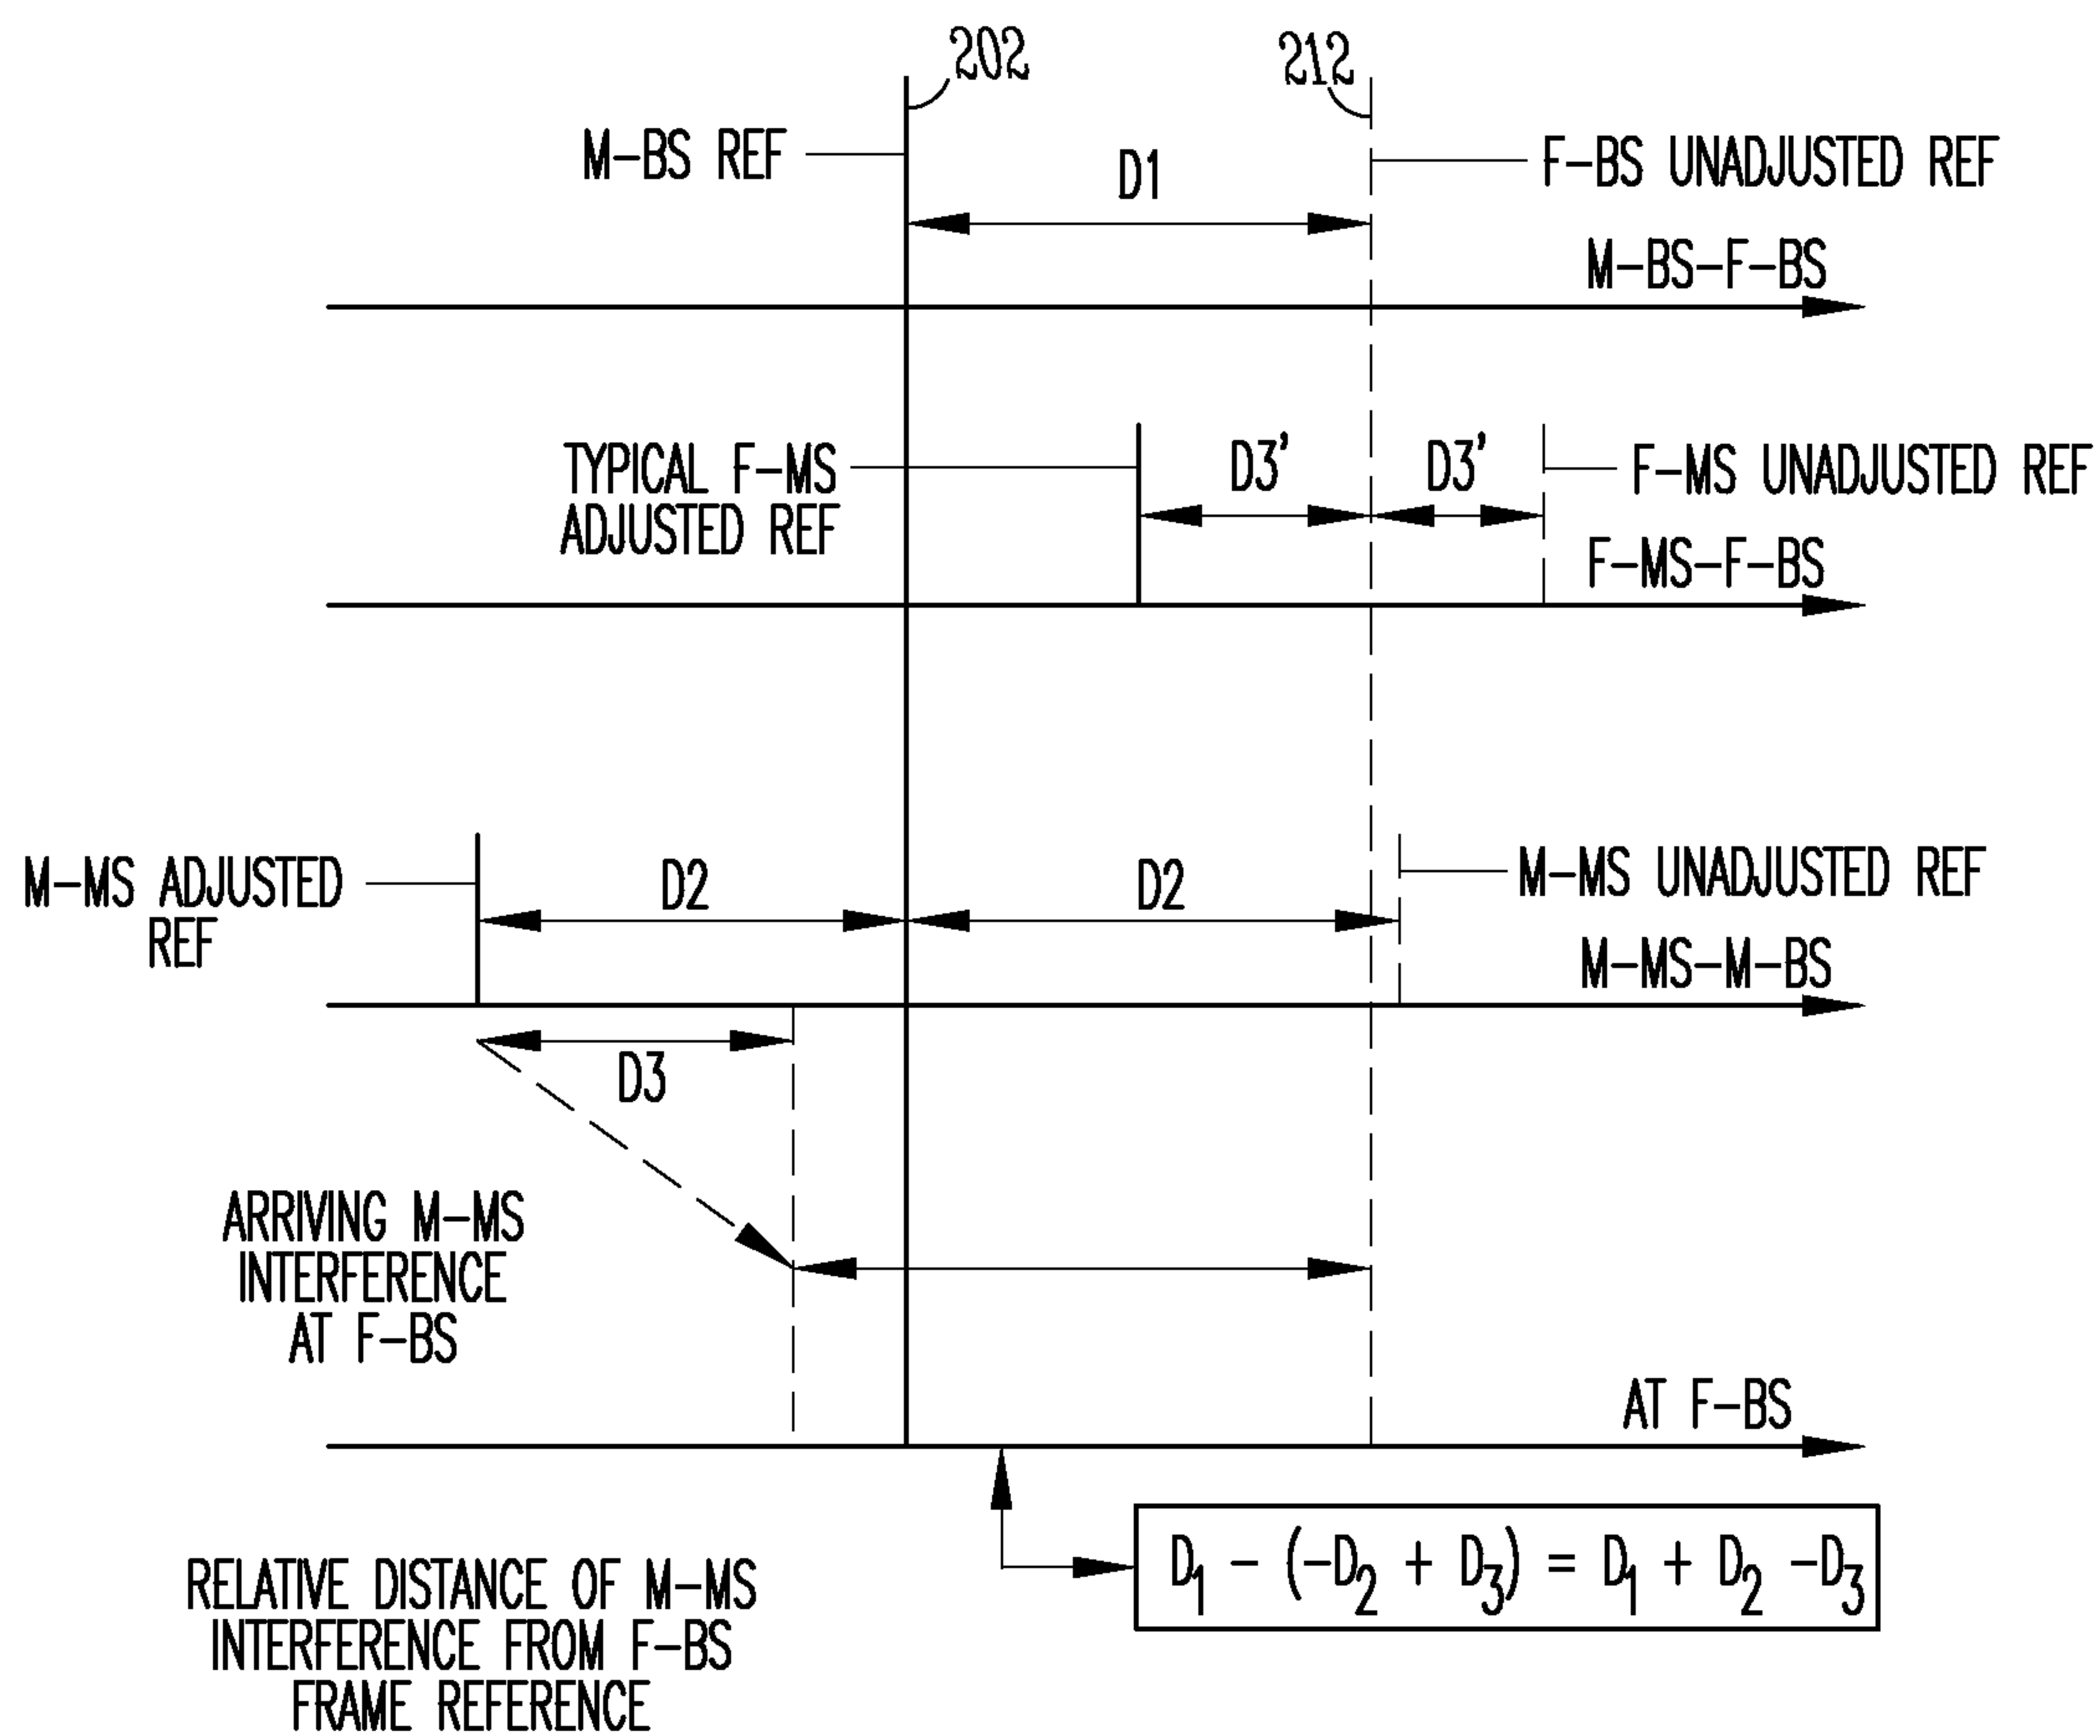 202
212
M-BS REF
D1
F-BS UNADJUSTED REF
M-BS-F-BS
TYPICAL F-MS
ADJUSTED REF
D3'
D3'
F-MS UNADJUSTED REF
F-MS-F-BS
M-MS ADJUSTED
REF
D2
D2
M-MS UNADJUSTED REF
M-MS-M-BS
D3
ARRIVING M-MS
INTERFERENCE
AT F-BS
AT F-BS
D₁ - (-D₂ + D₃) = D₁ + D₂ -D₃
RELATIVE DISTANCE OF M-MS
INTERFERENCE FROM F-BS
FRAME REFERENCE